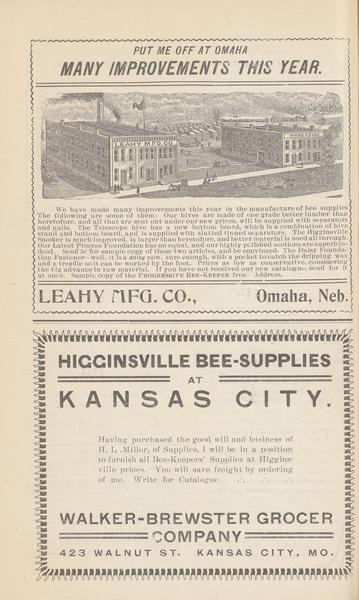 PUT ME OFF AT OMAHA
MANY IMPROVEMENTS THIS YEAR.
LEAHY MFG. CO.
We have made many improvements this year in the manufacture of bee supplies
The following are some of them: Our hives are made of one grade better lumber than
heretofore, and all that are sent out under our new prices, will be supplied with separators
and nails. The Telescope hive has a new bottom board, which is a combination of hive
stand and bottom board, and is supplied with slatted tinned separators. The Higginsville
Smoker is much improved, is larger than heretofore, and better material is used all through.
Our Latest Process Foundation has no equal, and our highly polished sections are superb in-
deed. Send 5c for sample copy of these two articles, and be convinced. The Daisy Founda-
tion Fastener—well, it is a daisy now, sure enough, with a pocket to catch the dripping wax
and a treadle so it can be worked by the foot. Prices as low as conservative, considering
the big advance in raw material. If you have not received our new catalogue, send for it
at once. Sample copy of the PROGRESSIVE BEE-KEEPER free. Address,
LEAHY MFG. CO., Omaha, Neb.
HIGGINSVILLE BEE-SUPPLIES
AT
KANSAS CITY.
Having purchased the good will and business of
H. L. Miller, of Supplies, I will be in a position
to furnish all Bee-Keepers' Supplies at Higgins
ville prices. You will save freight by ordering
of me. Write for Catalogue. ∴ ∴ ∴
WALKER-BREWSTER GROCER
COMPANY
423 WALNUT ST. KANSAS CITY, MO.